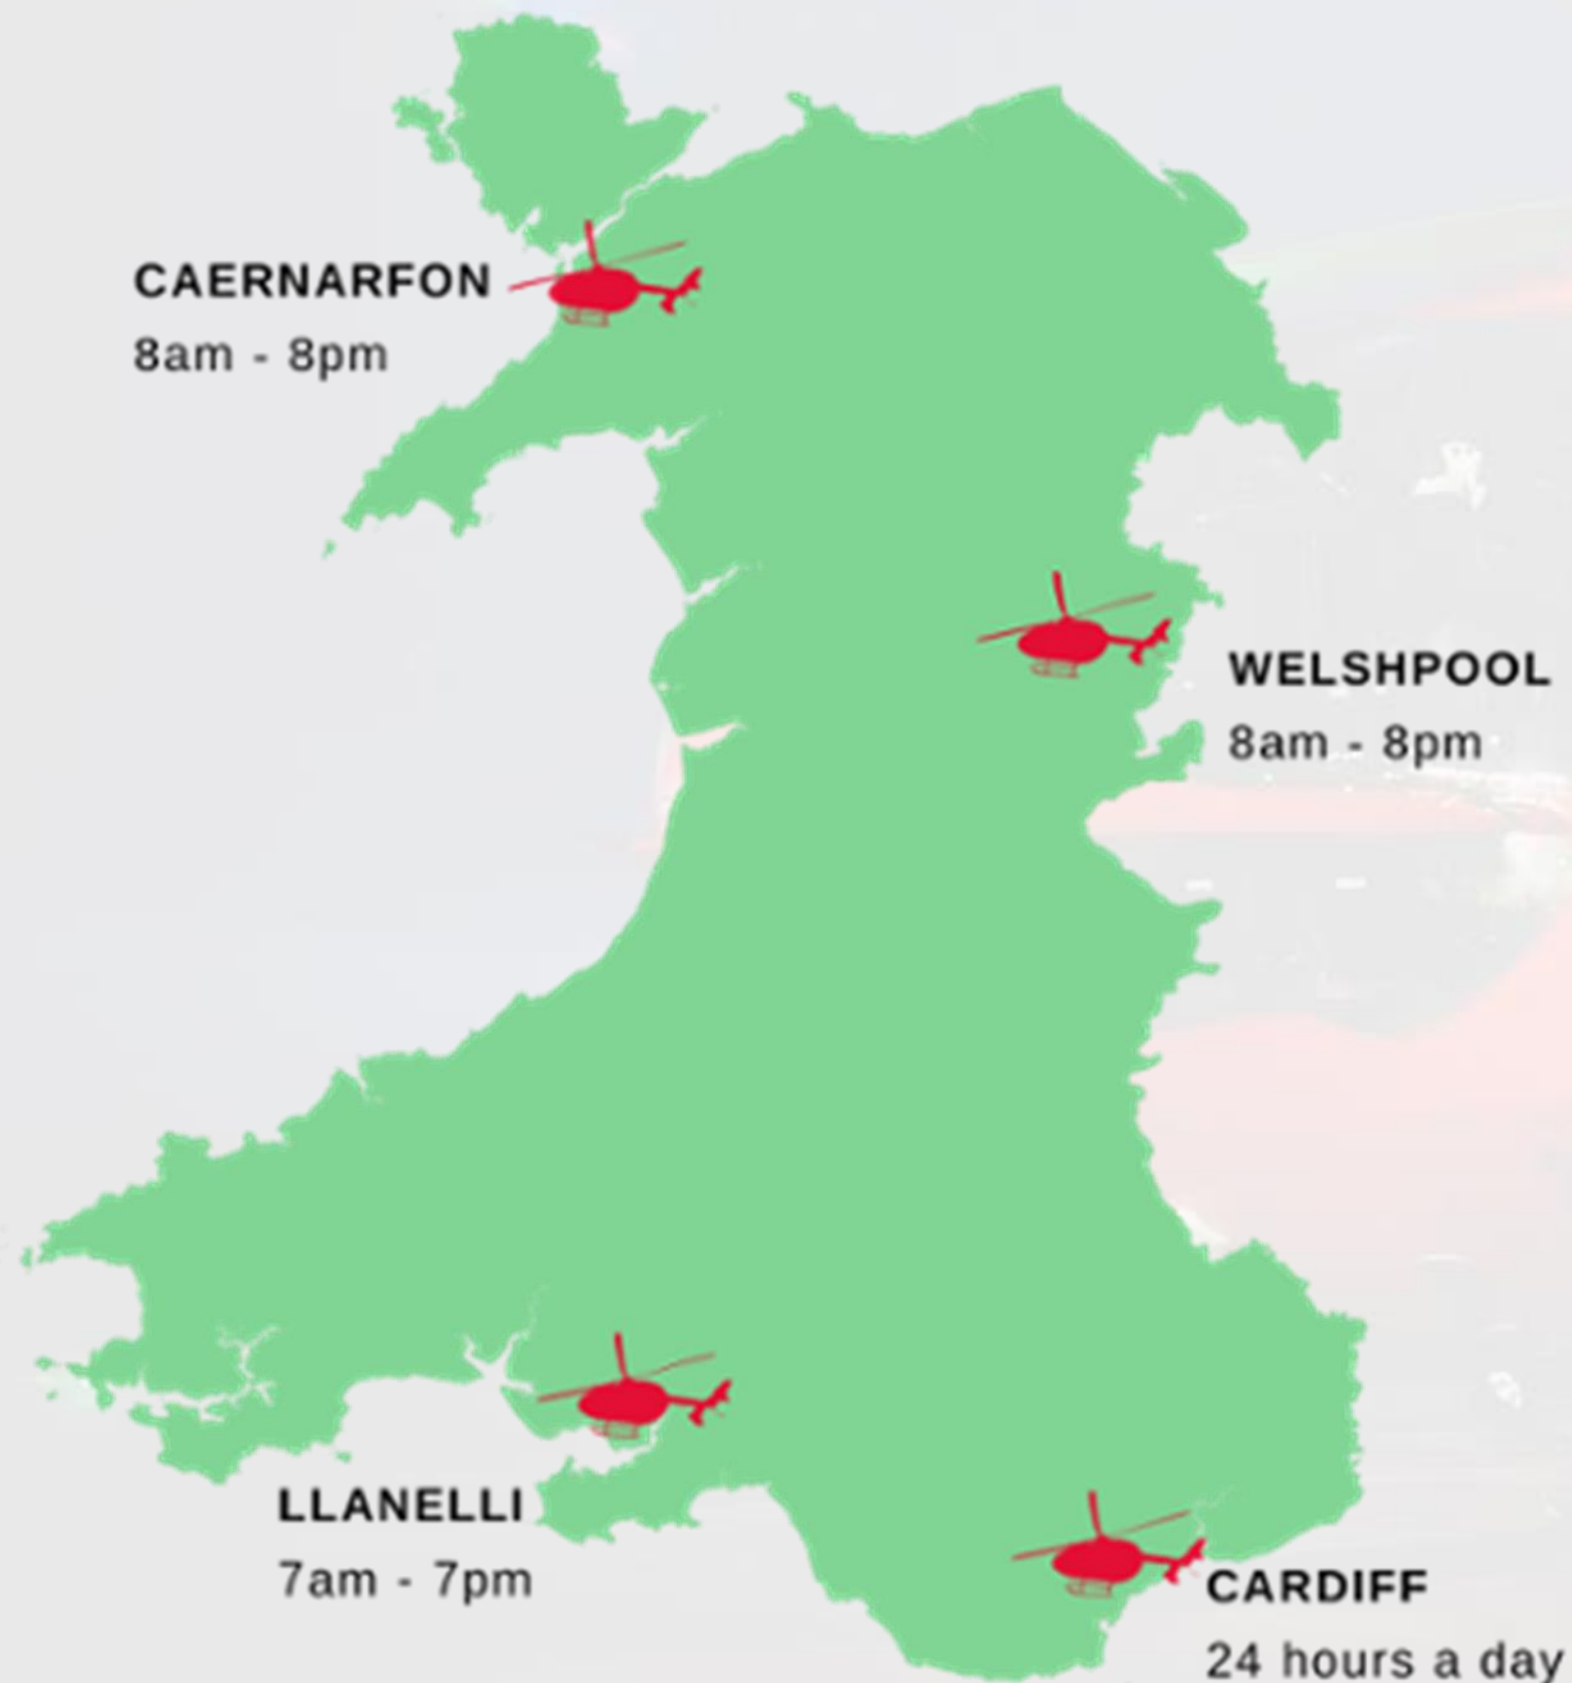 CAERNARFON
8am - 8pm
WELSHPOOL
8am - 8pm
LLANELLI
7am - 7pm
CARDIFF
24 hours a day